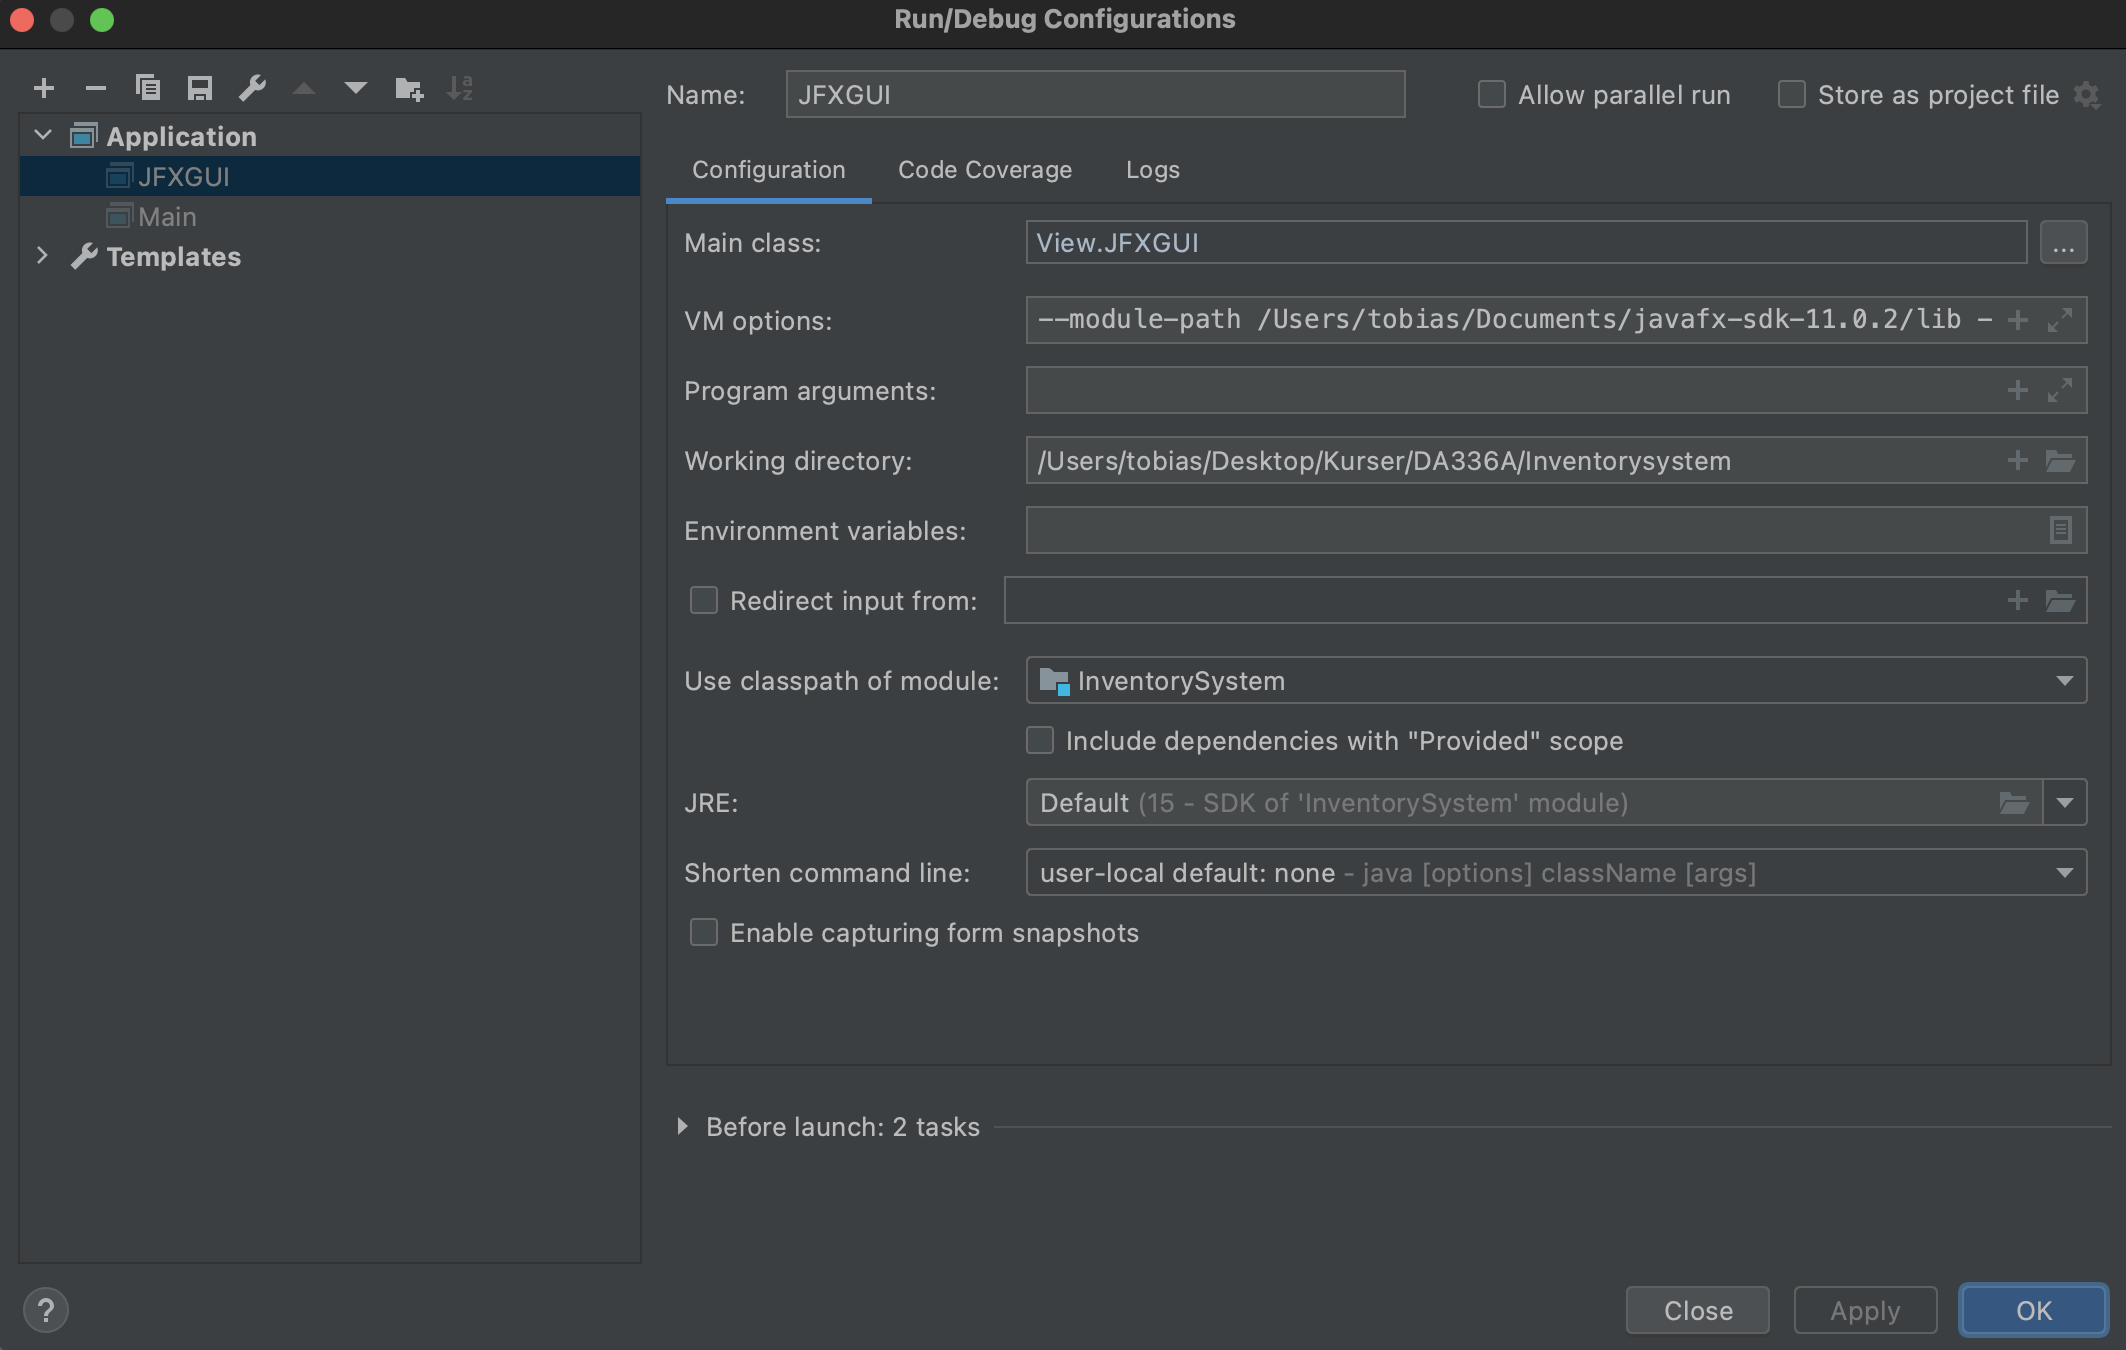 Run/Debug Configurations
Name: JFXGUI Allow parallel run Store as project file
Application
JFXGUI
Main
Templates
Configuration Code Coverage Logs
Main class: View.JFXGUI ...
VM options: --module-path /Users/tobias/Documents/javafx-sdk-11.0.2/lib -
Program arguments:
Working directory: /Users/tobias/Desktop/Kurser/DA336A/Inventorysystem
Environment variables:
Redirect input from:
Use classpath of module: InventorySystem
Include dependencies with "Provided" scope
JRE: Default (15 - SDK of 'InventorySystem' module)
Shorten command line: user-local default: none - java [options] className [args]
Enable capturing form snapshots
Before launch: 2 tasks
? Close Apply OK